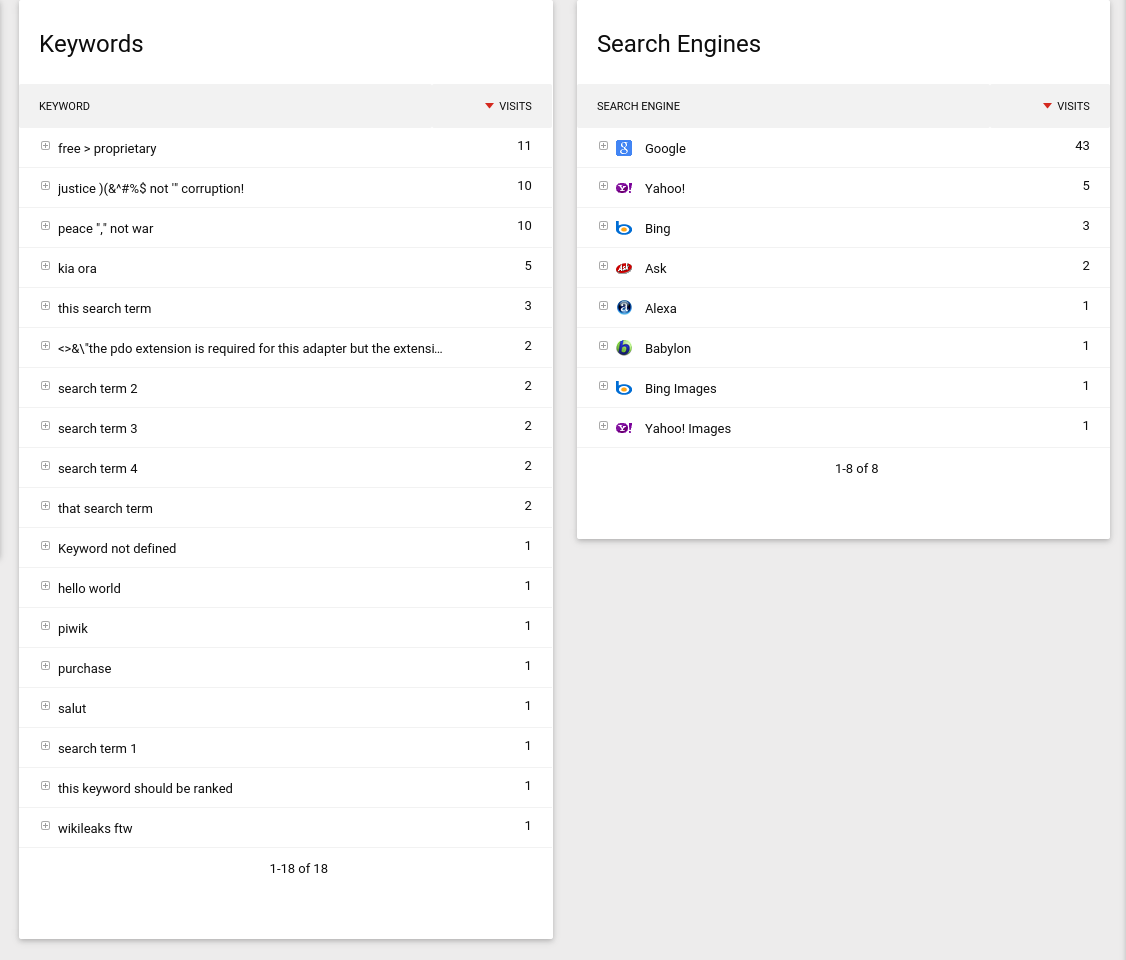 Keywords
KEYWORD VISITS
free > proprietary 11
justice )(&^#%$ not '" corruption! 10
peace "," not war 10
kia ora 5
this search term 3
<>&\"the pdo extension is required for this adapter but the extensi... 2
search term 2 2
search term 3 2
search term 4 2
that search term 2
Keyword not defined 1
hello world 1
piwik 1
purchase 1
salut 1
search term 1 1
this keyword should be ranked 1
wikileaks ftw 1
1-18 of 18
Search Engines
SEARCH ENGINE VISITS
Google 43
Yahoo! 5
Bing 3
Ask 2
Alexa 1
Babylon 1
Bing Images 1
Yahoo! Images 1
1-8 of 8